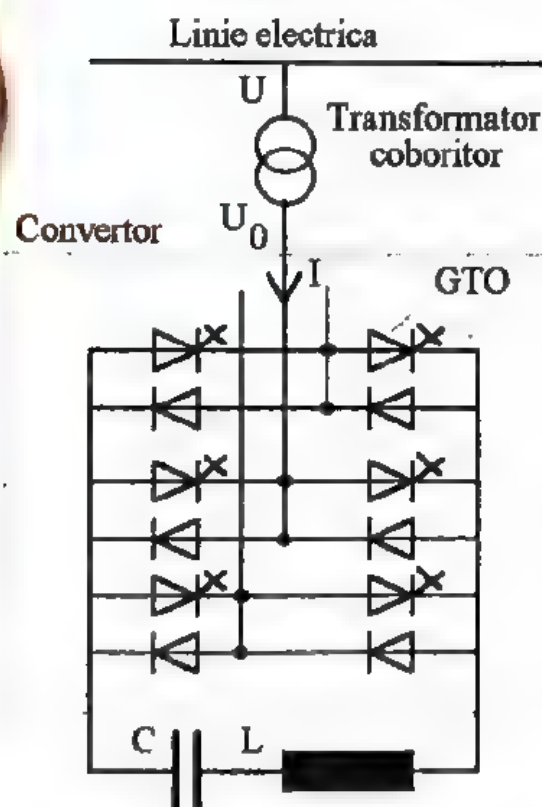 Linie electrica
U
Transformator
coboritor
U0
Convertor
I
GTO
C
L